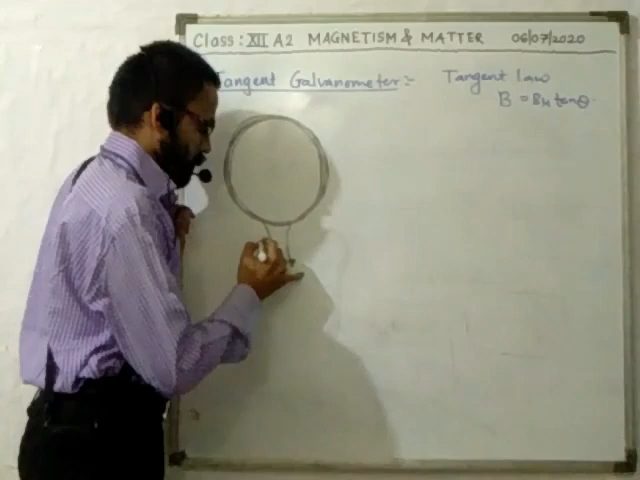 Class: XII A2 MAGNETISM & MATTER 06/07/2020
Tangent Galvanometer:- Tangent law
B = BH tanθ